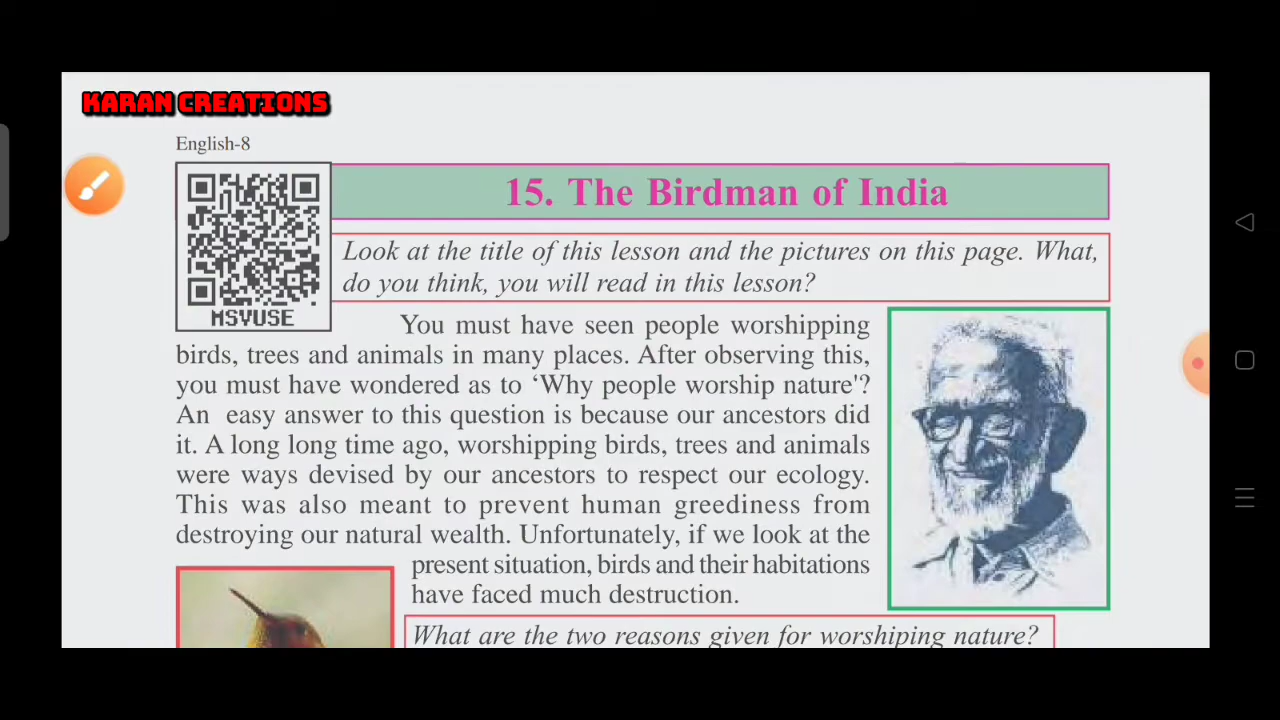 KARAN CREATIONS
English-8
MSVUSE
15. The Birdman of India
Look at the title of this lesson and the pictures on this page. What,
do you think, you will read in this lesson?
You must have seen people worshipping
birds, trees and animals in many places. After observing this,
you must have wondered as to ‘Why people worship nature'?
An easy answer to this question is because our ancestors did
it. A long long time ago, worshipping birds, trees and animals
were ways devised by our ancestors to respect our ecology.
This was also meant to prevent human greediness from
destroying our natural wealth. Unfortunately, if we look at the
present situation, birds and their habitations
have faced much destruction.
What are the two reasons given for worshiping nature?